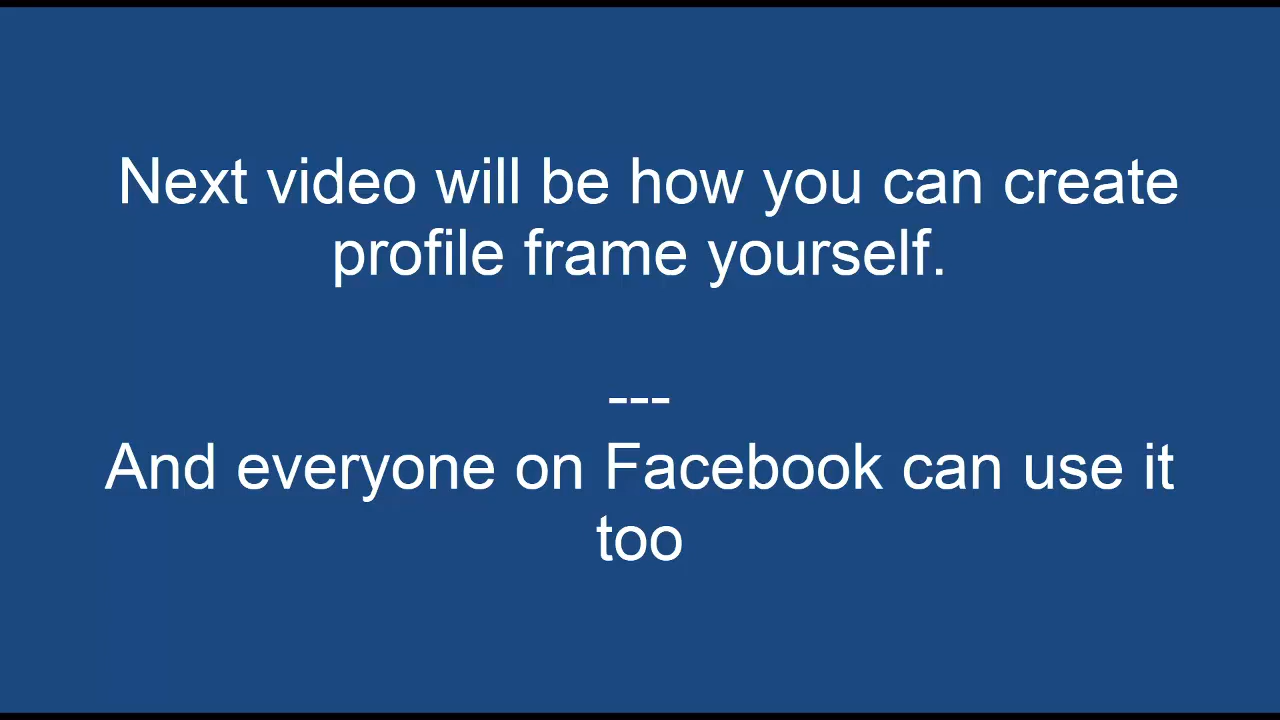 Next video will be how you can create
profile frame yourself.
---
And everyone on Facebook can use it
too